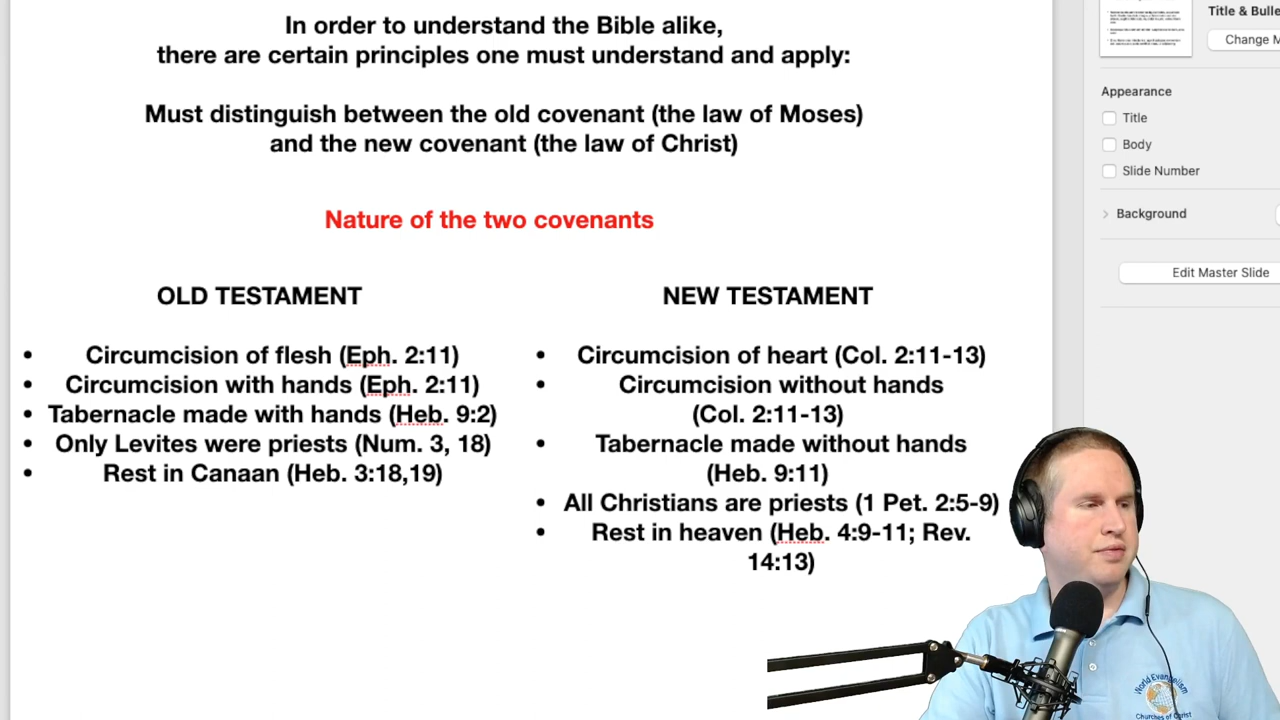 In order to understand the Bible alike,
there are certain principles one must understand and apply:
Must distinguish between the old covenant (the law of Moses)
and the new covenant (the law of Christ)
Nature of the two covenants
OLD TESTAMENT
• Circumcision of flesh (Eph. 2:11)
• Circumcision with hands (Eph. 2:11)
• Tabernacle made with hands (Heb. 9:2)
• Only Levites were priests (Num. 3, 18)
• Rest in Canaan (Heb. 3:18,19)
NEW TESTAMENT
• Circumcision of heart (Col. 2:11-13)
• Circumcision without hands
(Col. 2:11-13)
• Tabernacle made without hands
(Heb. 9:11)
• All Christians are priests (1 Pet. 2:5-9)
• Rest in heaven (Heb. 4:9-11; Rev.
14:13)
Title & Bulle
Change M
Appearance
Title
Body
Slide Number
Background
Edit Master Slide
World Evangelism
Churches of Christ